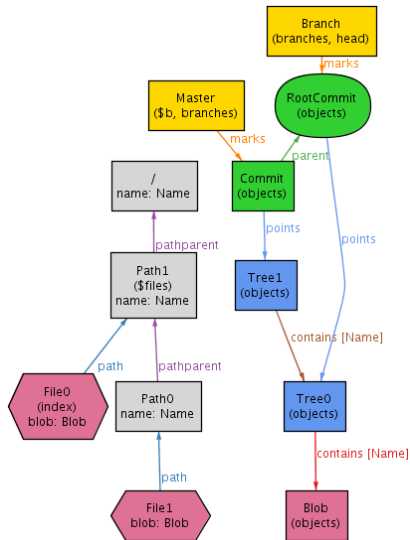 Branch
(branches, head)
marks
Master
($b, branches)
RootCommit
(objects)
marks
parent
/
name: Name
Commit
(objects)
pathparent
points
points
Path1
($files)
name: Name
Tree1
(objects)
path
pathparent
contains [Name]
File0
(index)
blob: Blob
Path0
name: Name
Tree0
(objects)
path
contains [Name]
File1
blob: Blob
Blob
(objects)